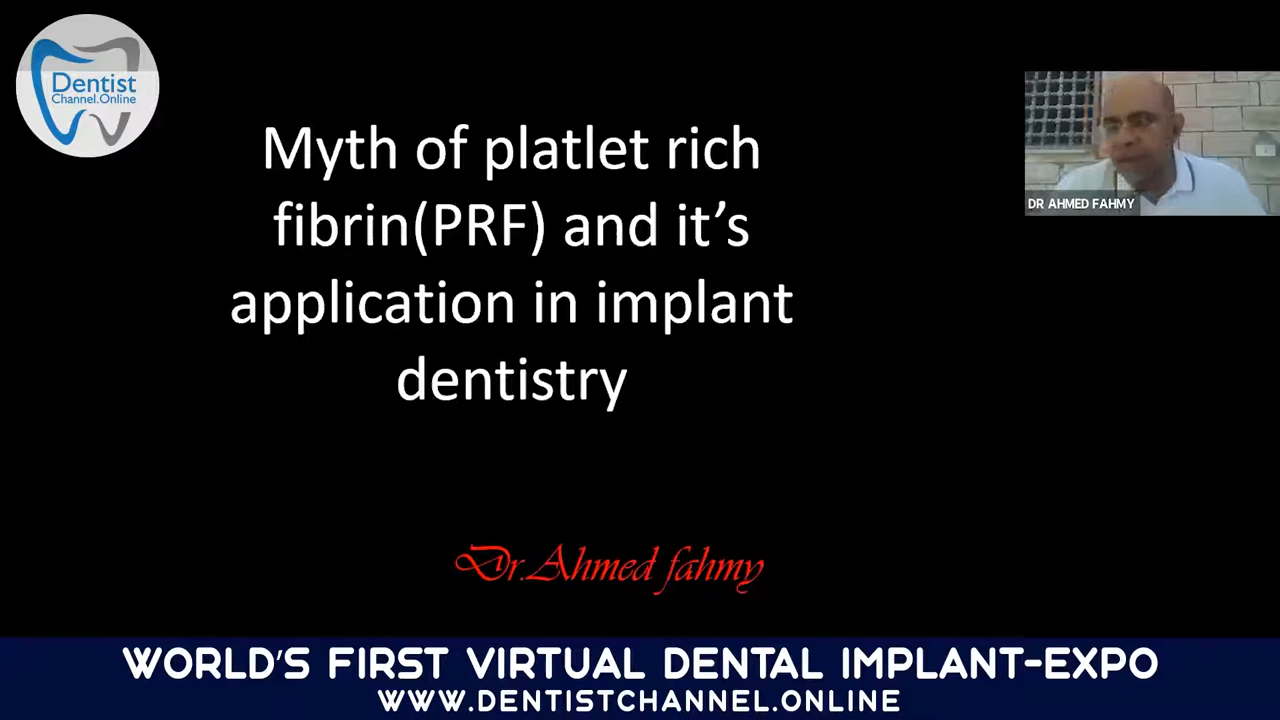 Dentist
Channel.Online
Myth of platlet rich
fibrin(PRF) and it’s
application in implant
dentistry
DR AHMED FAHMY
Dr.Ahmed fahmy
WORLD'S FIRST VIRTUAL DENTAL IMPLANT-EXPO
WWW.DENTISTCHANNEL.ONLINE